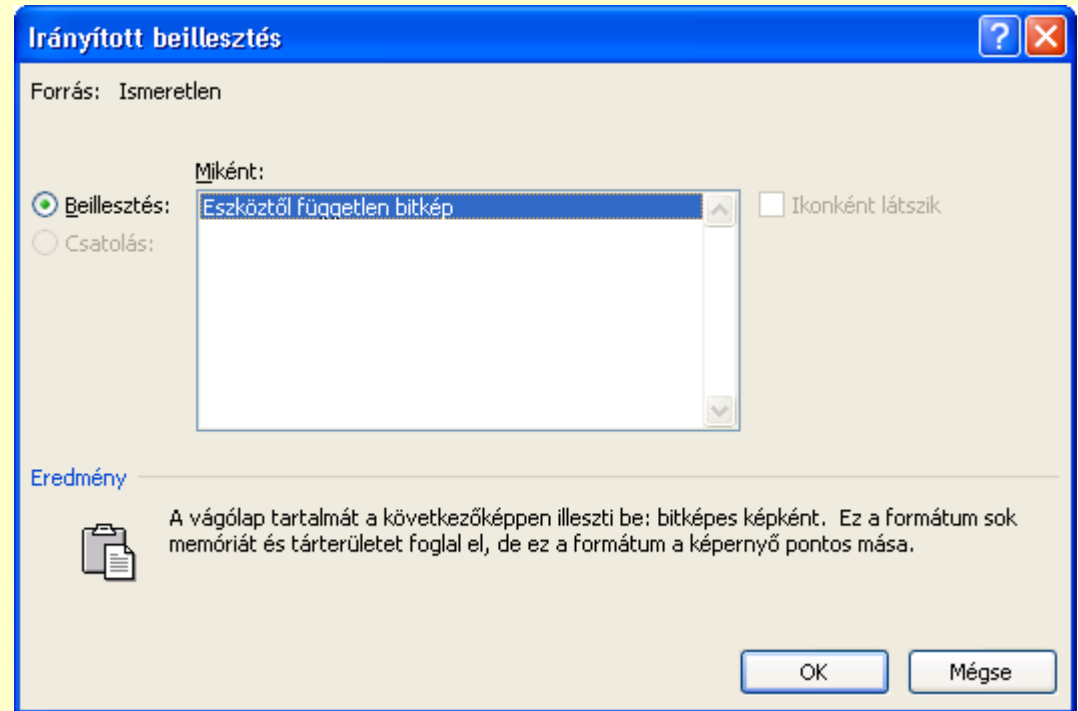 Irányított beillesztés
Forrás: Ismeretlen
Miként:
Beillesztés:
Eszköztől független bitkép
Ikonként látszik
Csatolás:
Eredmény
A vágólap tartalmát a következőképpen illeszti be: bitképes képként. Ez a formátum sok
memóriát és tárterületet foglal el, de ez a formátum a képernyő pontos mása.
OK
Mégse